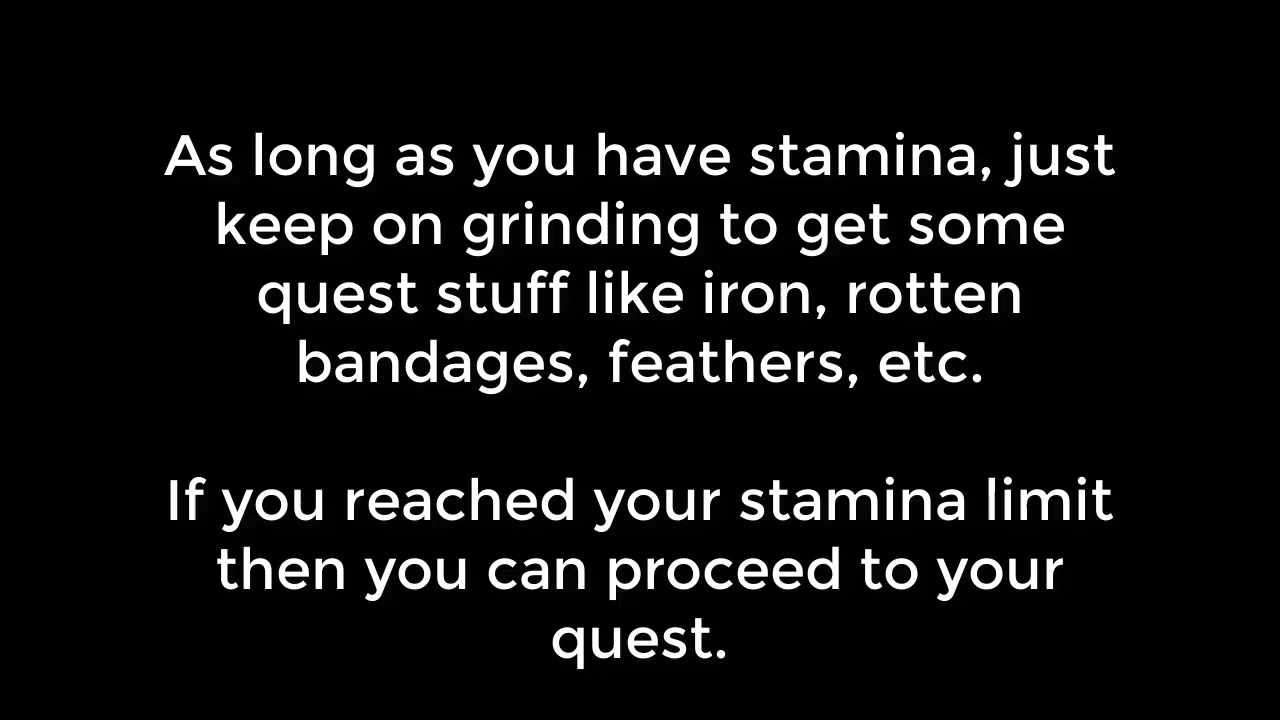 As long as you have stamina, just
keep on grinding to get some
quest stuff like iron, rotten
bandages, feathers, etc.
If you reached your stamina limit
then you can proceed to your
quest.